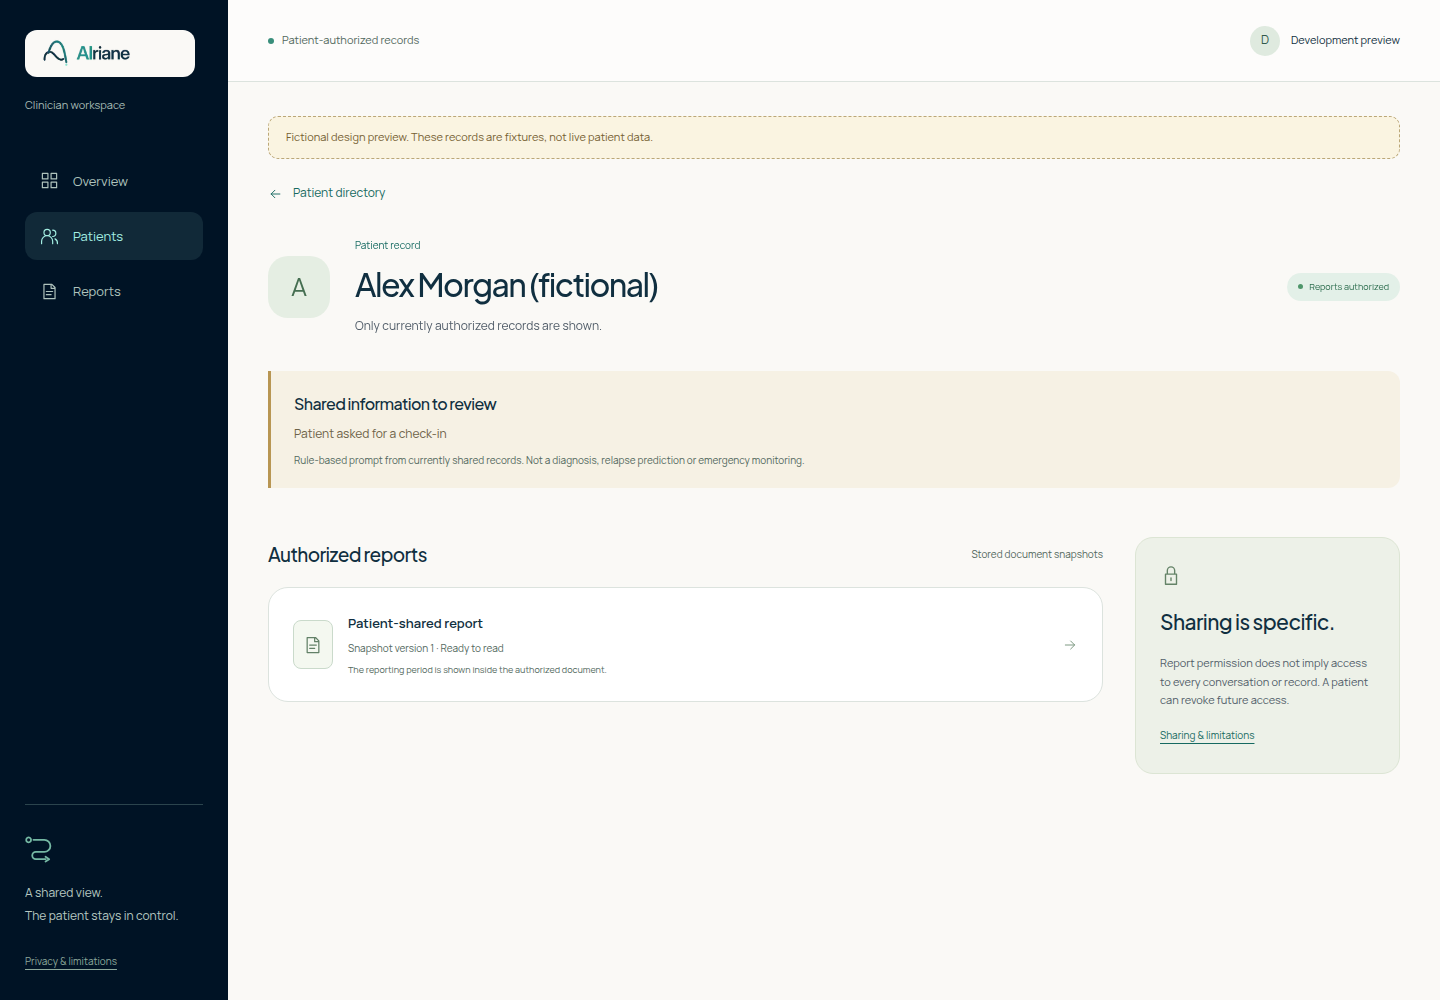 AIriane
Clinician workspace
Overview
Patients
Reports
A shared view.
The patient stays in control.
Privacy & limitations
Patient-authorized records
D
Development preview
Fictional design preview. These records are fixtures, not live patient data.
Patient directory
A
Patient record
Alex Morgan (fictional)
Only currently authorized records are shown.
Reports authorized
Shared information to review
Patient asked for a check-in
Rule-based prompt from currently shared records. Not a diagnosis, relapse prediction or emergency monitoring.
Authorized reports
Stored document snapshots
Patient-shared report
Snapshot version 1 · Ready to read
The reporting period is shown inside the authorized document.
Sharing is specific.
Report permission does not imply access
to every conversation or record. A patient
can revoke future access.
Sharing & limitations